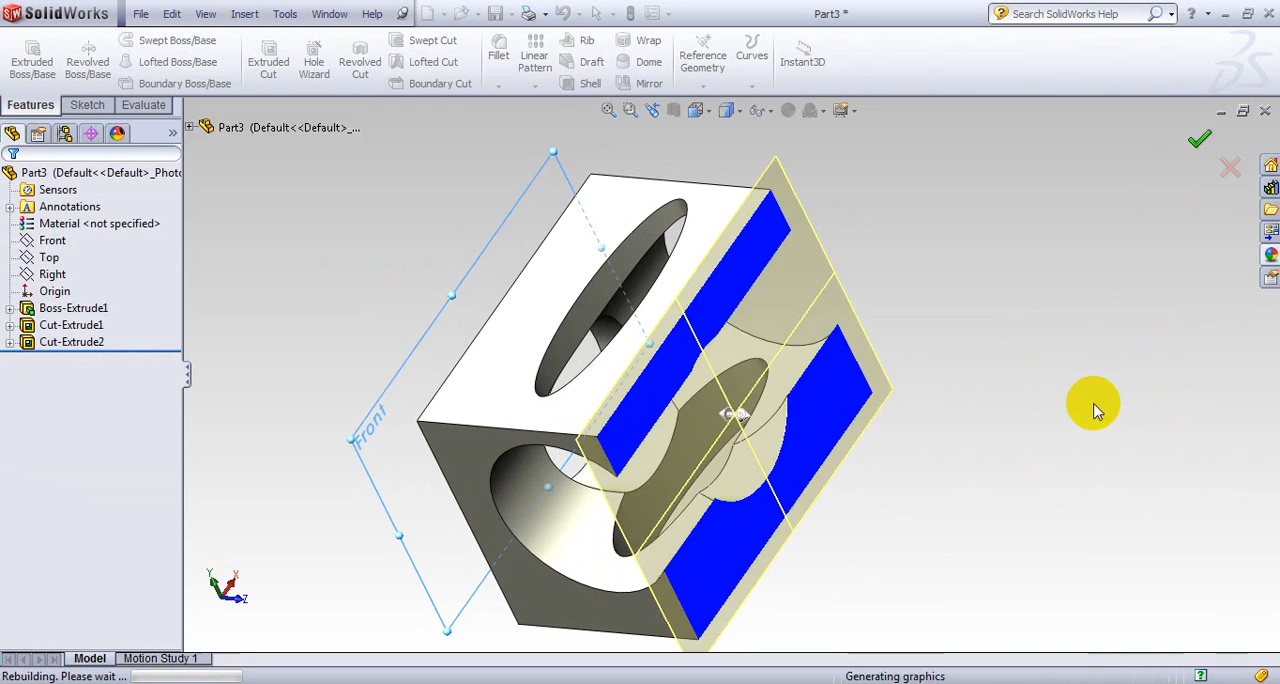 SolidWorks File Edit View Insert Tools Window Help Part3 * Search SolidWorks Help
Extruded Boss/Base
Revolved Boss/Base
Swept Boss/Base
Lofted Boss/Base
Boundary Boss/Base
Extruded Cut
Hole Wizard
Revolved Cut
Swept Cut
Lofted Cut
Boundary Cut
Fillet
Linear Pattern
Rib
Draft
Shell
Wrap
Dome
Mirror
Reference Geometry
Curves
Instant3D
Features Sketch Evaluate
Part3 (Default<<Default>_...
Part3 (Default<<Default>_Photo
Sensors
Annotations
Material <not specified>
Front
Top
Right
Origin
Boss-Extrude1
Cut-Extrude1
Cut-Extrude2
Front
Y
X
Z
Model Motion Study 1
Rebuilding. Please wait ... Generating graphics